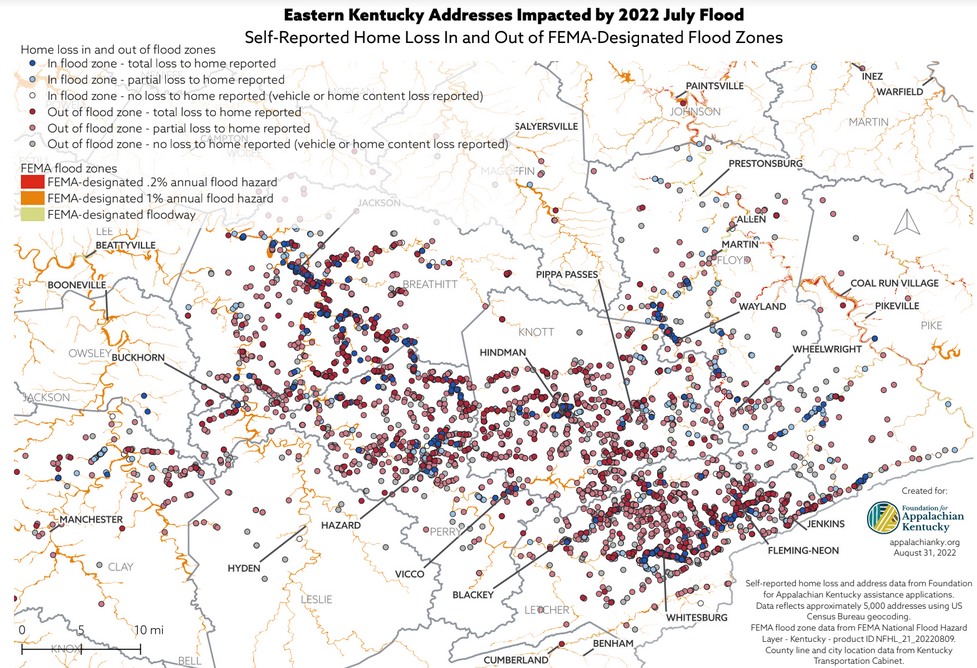 Eastern Kentucky Addresses Impacted by 2022 July Flood
Self-Reported Home Loss In and Out of FEMA-Designated Flood Zones
Home loss in and out of flood zones
In flood zone - total loss to home reported
In flood zone - partial loss to home reported
In flood zone - no loss to home reported (vehicle or home content loss reported)
Out of flood zone - total loss to home reported
Out of flood zone - partial loss to home reported
Out of flood zone - no loss to home reported (vehicle or home content loss reported)
FEMA flood zones
FEMA-designated .2% annual flood hazard
FEMA-designated 1% annual flood hazard
FEMA-designated floodway
CAMPTON
WOLFE
SALYERSVILLE
MAGOFFIN
PAINTSVILLE
JOHNSON
INEZ
WARFIELD
MARTIN
PRESTONSBURG
JACKSON
LEE
BEATTYVILLE
ALLEN
MARTIN
FLOYD
BOONEVILLE
BREATHITT
PIPPA PASSES
COAL RUN VILLAGE
PIKEVILLE
WAYLAND
PIKE
KNOTT
OWSLEY
BUCKHORN
HINDMAN
WHEELWRIGHT
JACKSON
MANCHESTER
HAZARD
PERRY
JENKINS
FLEMING-NEON
CLAY
HYDEN
VICCO
LESLIE
BLACKEY
LETCHER
WHITESBURG
BENHAM
CUMBERLAND
KNOX
BELL
0 5 10 mi
Created for:
Foundation for
Appalachian
Kentucky
appalachianky.org
August 31, 2022
Self-reported home loss and address data from Foundation
for Appalachian Kentucky assistance applications.
Data reflects approximately 5,000 addresses using US
Census Bureau geocoding.
FEMA flood zone data from FEMA National Flood Hazard
Layer - Kentucky - product ID NFHL_21_20220809.
County line and city location data from Kentucky
Transportation Cabinet.